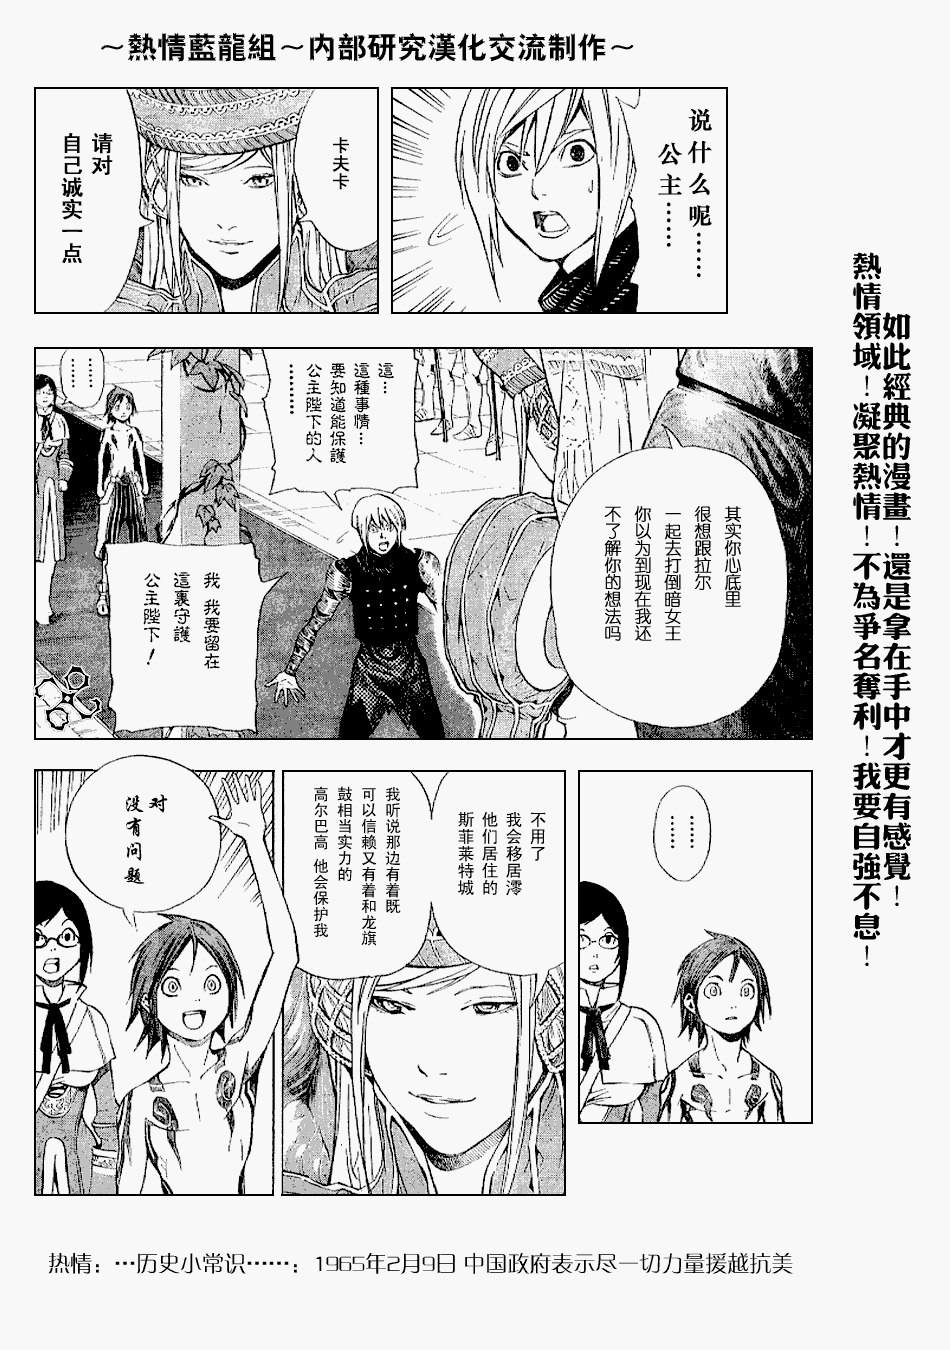 ～熱情藍龍組～内部研究漢化交流制作～
说什么呢……
公主……
卡夫卡
请对
自己诚实一点
其实你心底里
很想跟拉尔
一起去打倒暗女王
你以为到现在我还
不了解你的想法吗
這…
這種事情…
要知道能保護
公主陛下的人
………
……
我 我要留在
這裏守護
公主陛下！
……
不用了
我会移居澪
他们居住的
斯菲莱特城
我听说那边有着既
可以信赖又有着和龙旗
鼓相当实力的
高尔巴高 他会保护我
对
没有问题
如此經典的漫畫！還是拿在手中才更有感覺！
熱情領域！凝聚熱情！不為爭名奪利！我要自強不息！
热情：…历史小常识……：1965年2月9日 中国政府表示尽一切力量援越抗美